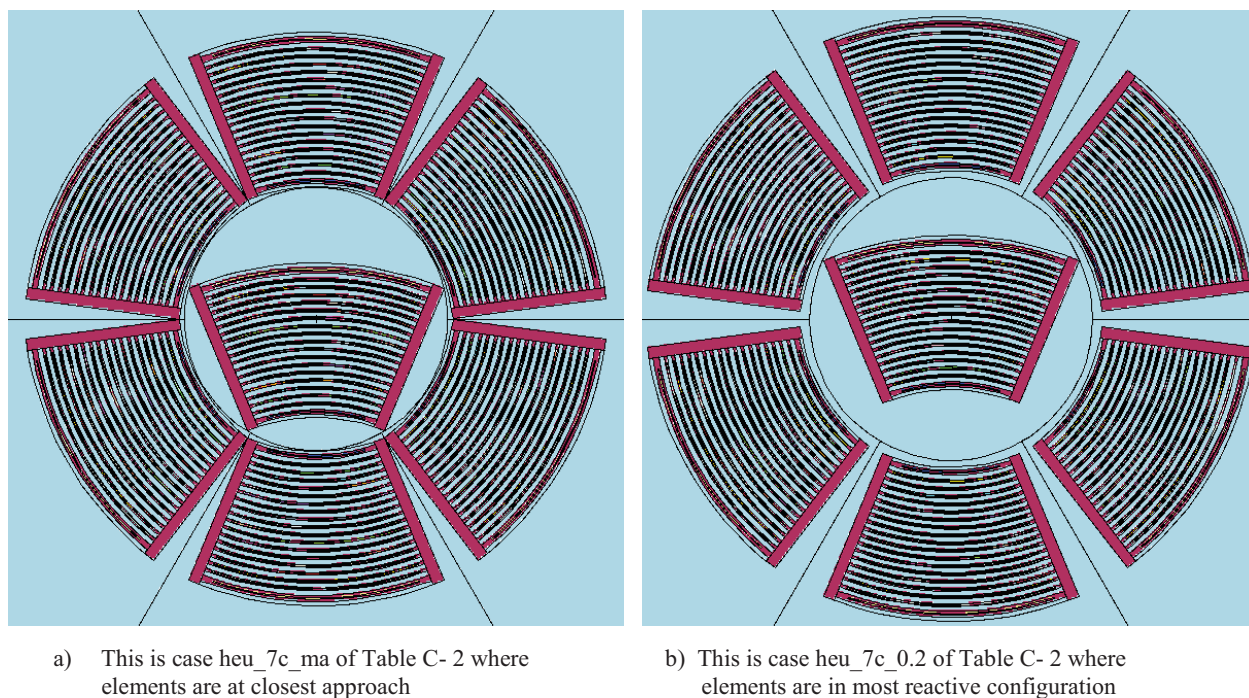 a) This is case heu_7c_ma of Table C- 2 where
elements are at closest approach
b) This is case heu_7c_0.2 of Table C- 2 where
elements are in most reactive configuration